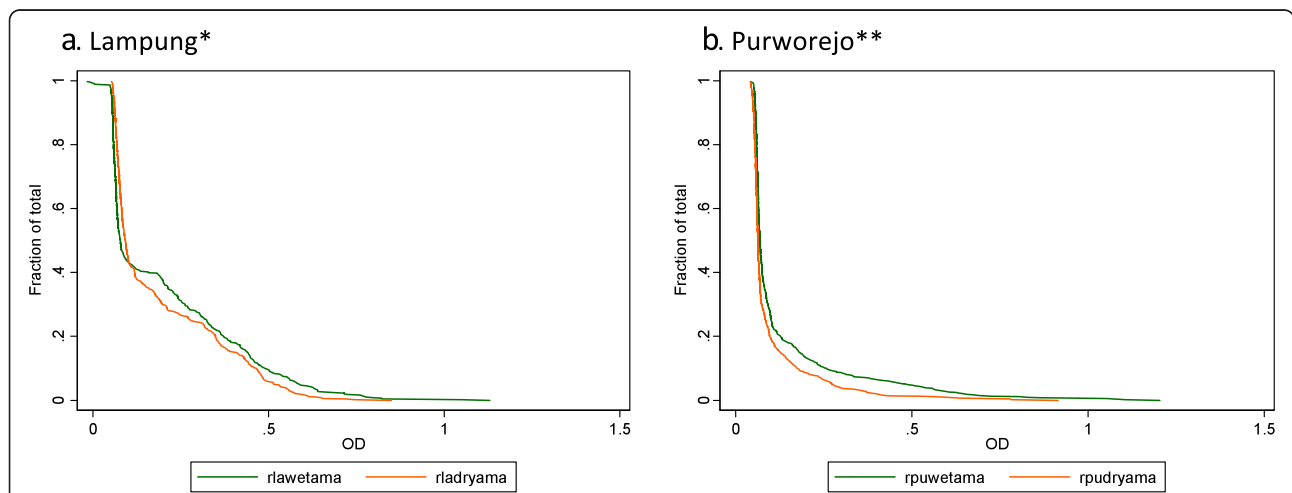 a. Lampung*
Fraction of total
1
.8
.6
.4
.2
0
0 .5 1 1.5
OD
rlawetama rladryama
b. Purworejo**
Fraction of total
1
.8
.6
.4
.2
0
0 .5 1 1.5
OD
rpuwetama rpudryama